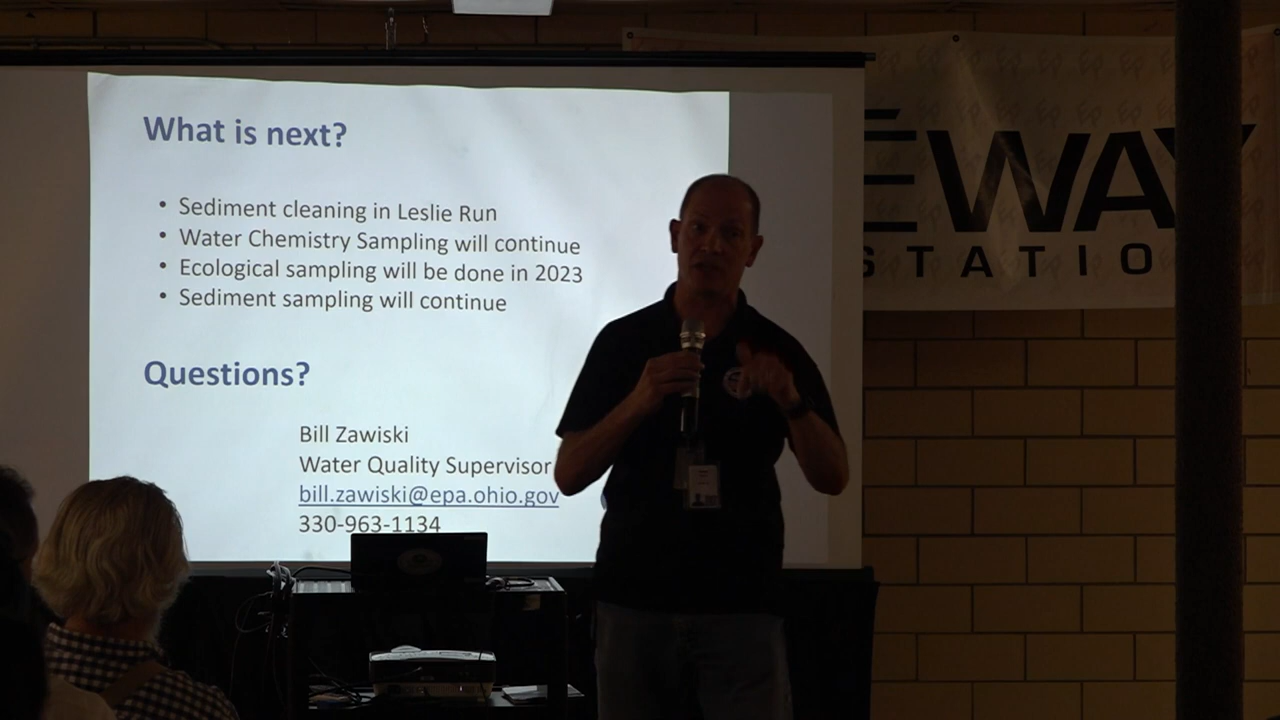 What is next?
• Sediment cleaning in Leslie Run
• Water Chemistry Sampling will continue
• Ecological sampling will be done in 2023
• Sediment sampling will continue
Questions?
Bill Zawiski
Water Quality Supervisor
bill.zawiski@epa.ohio.gov
330-963-1134
EWAY
STATIO